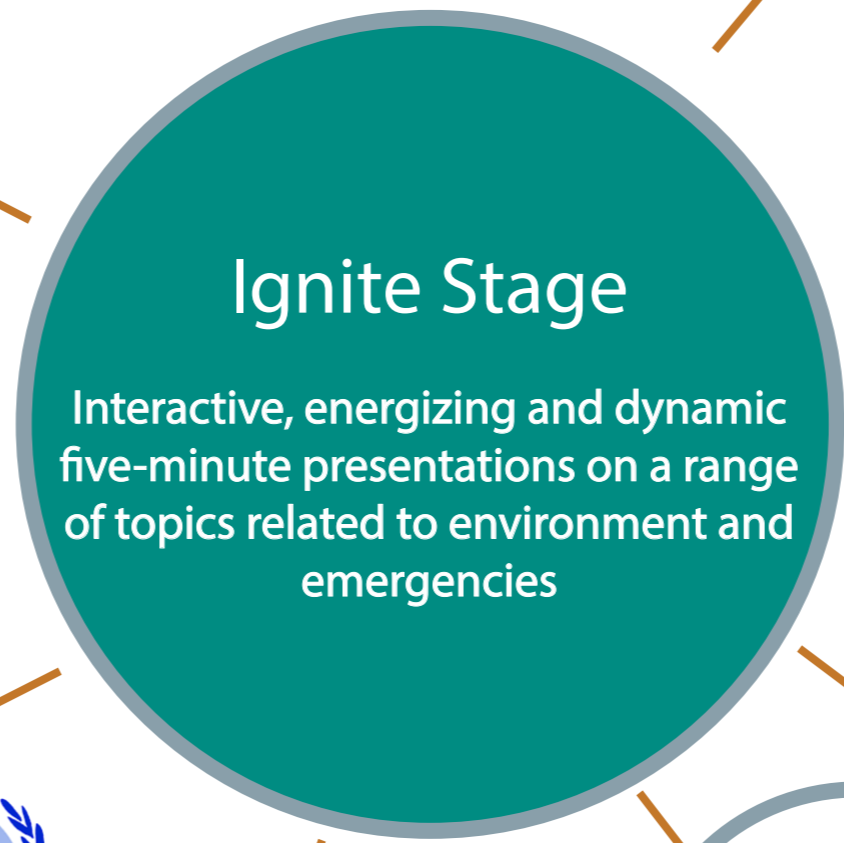 Ignite Stage
Interactive, energizing and dynamic
five-minute presentations on a range
of topics related to environment and
emergencies